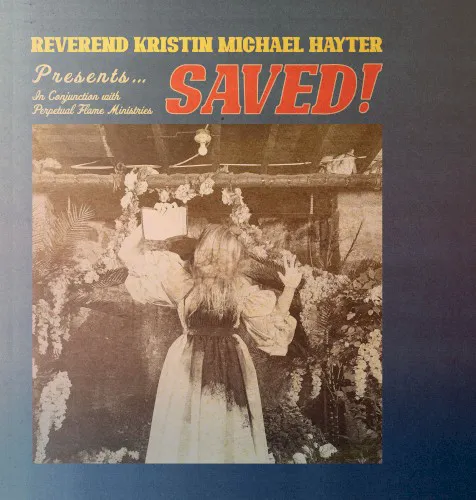 REVEREND KRISTIN MICHAEL HAYTER
Presents...
In Conjunction with
Perpetual Flame Ministries
SAVED!